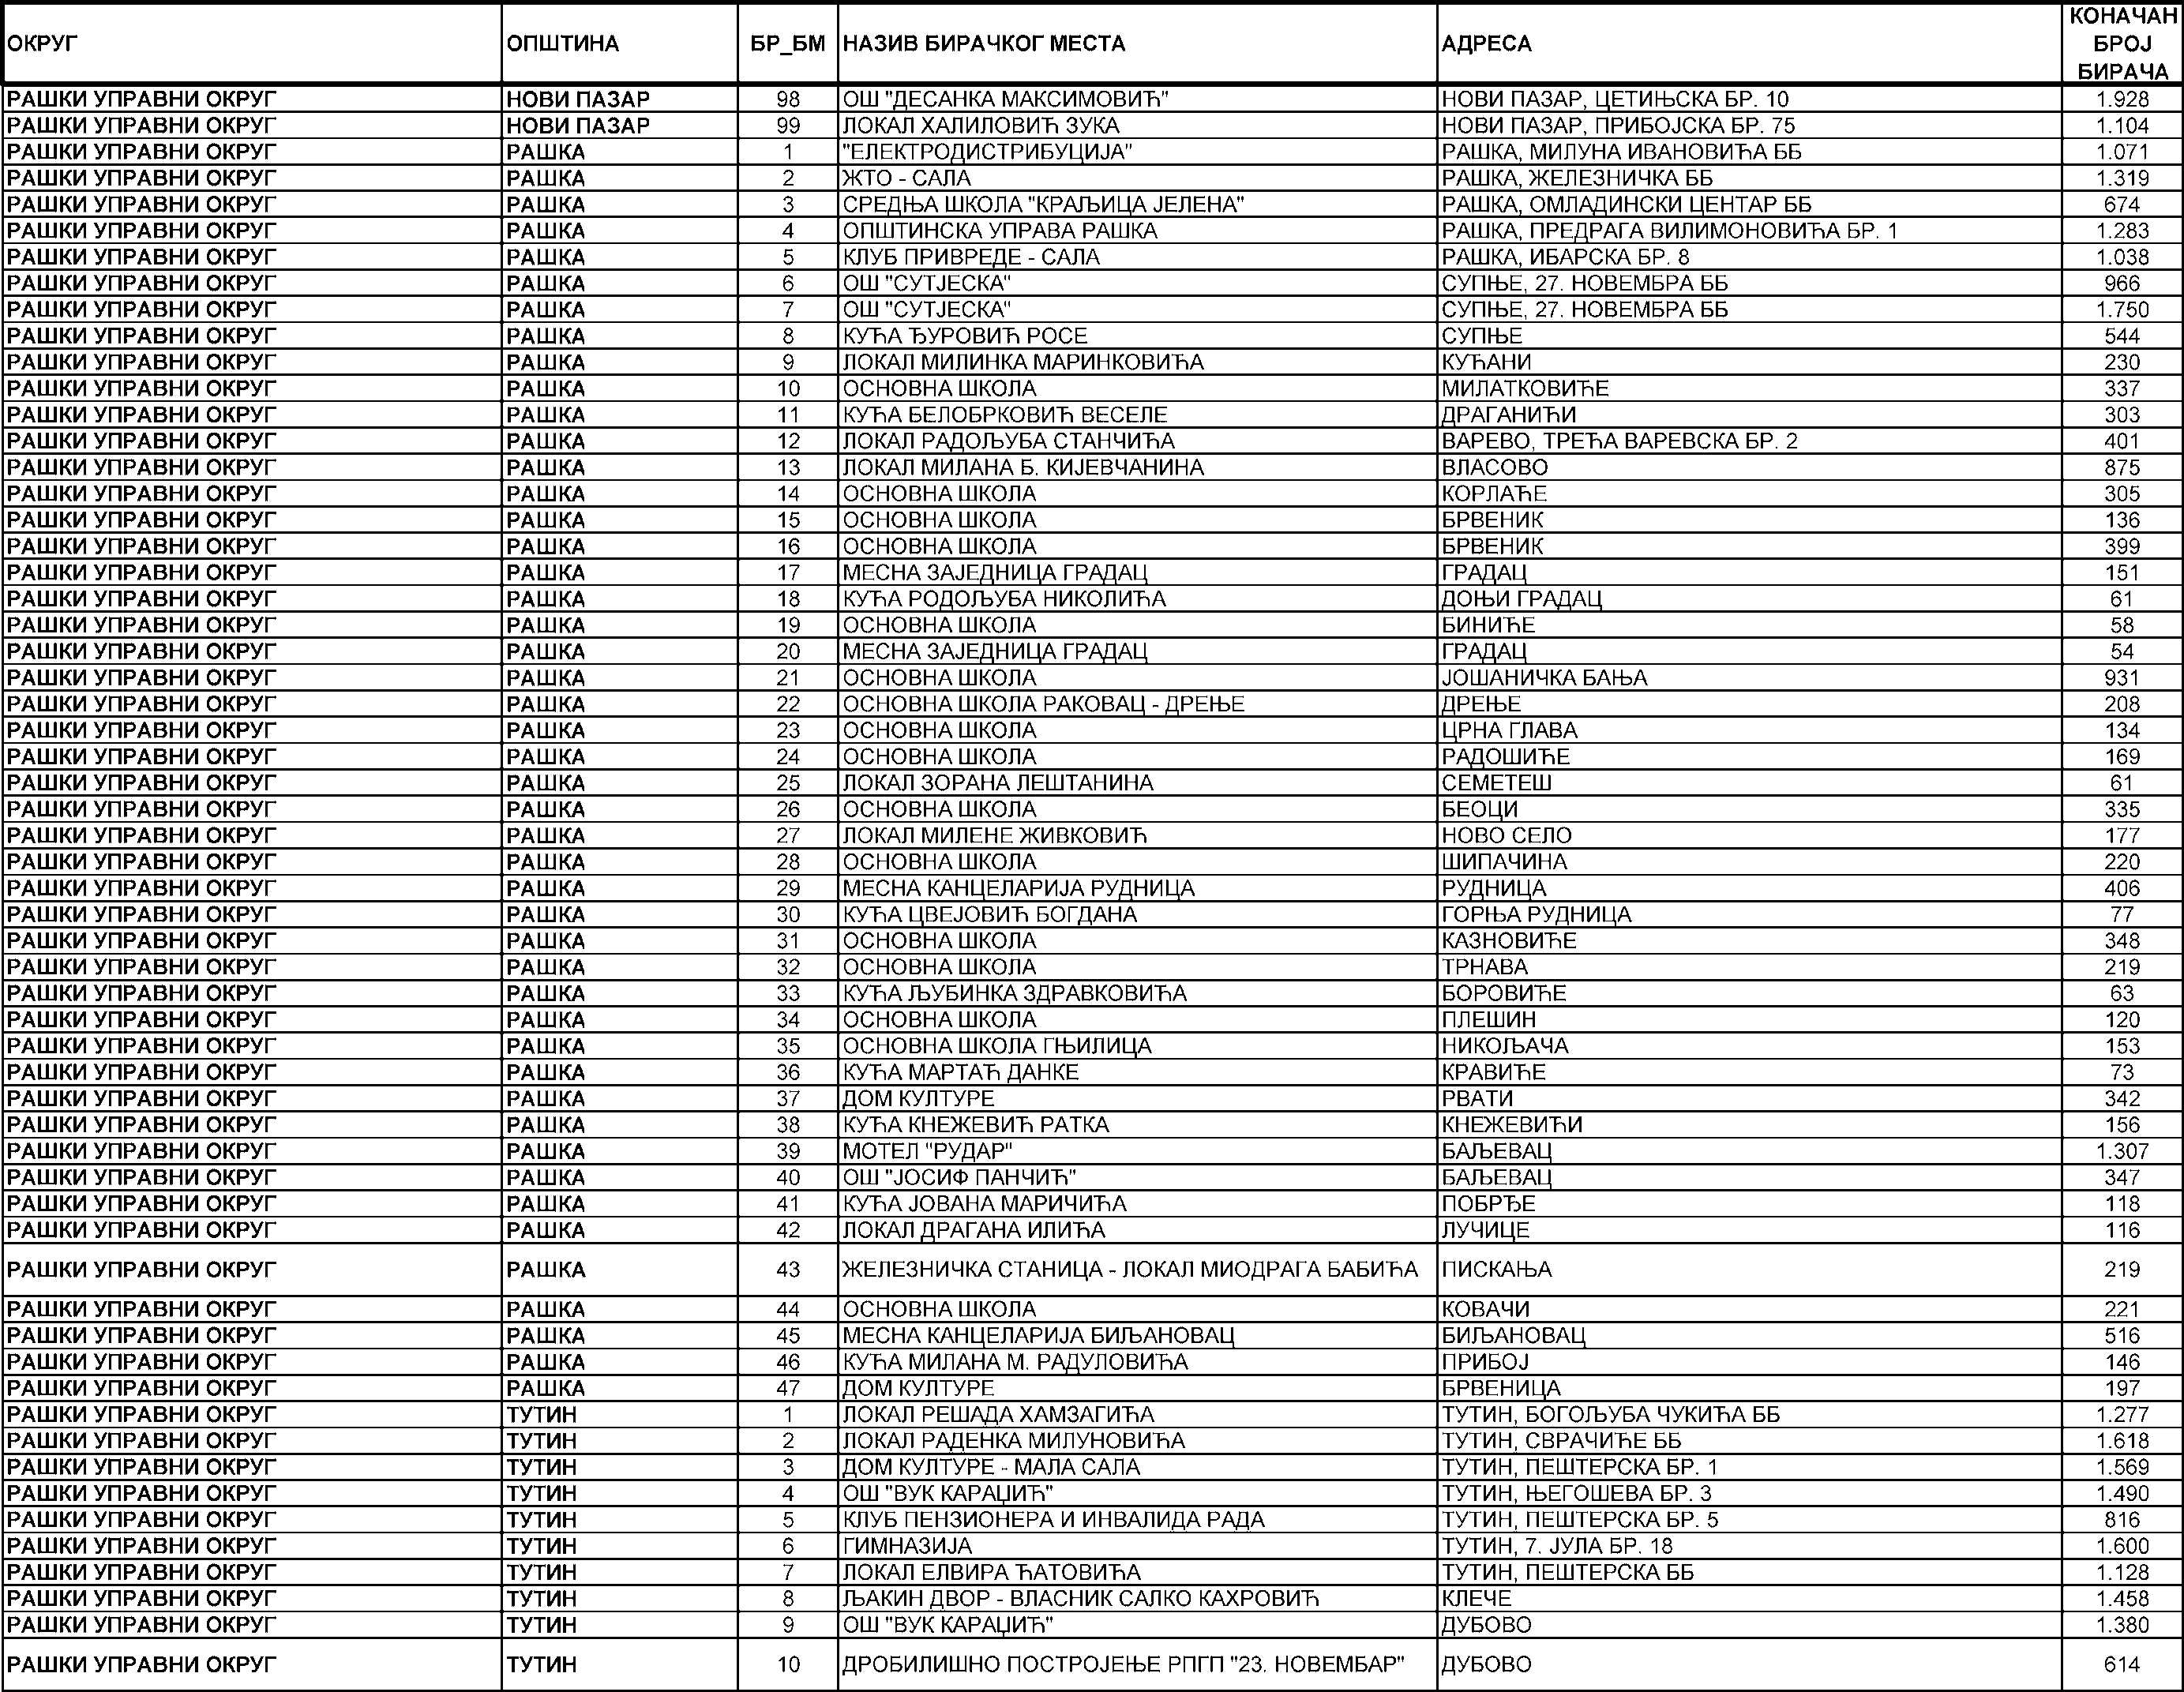 ОКРУГ ОПШТИНА БР_БМ НАЗИВ БИРАЧКОГ МЕСТА АДРЕСА КОНАЧАН БРОЈ БИРАЧА
РАШКИ УПРАВНИ ОКРУГ НОВИ ПАЗАР 98 ОШ "ДЕСАНКА МАКСИМОВИЋ" НОВИ ПАЗАР, ЦЕТИЊСКА БР. 10 1.928
РАШКИ УПРАВНИ ОКРУГ НОВИ ПАЗАР 99 ЛОКАЛ ХАЛИЛОВИЋ ЗУКА НОВИ ПАЗАР, ПРИБОЈСКА БР. 75 1.104
РАШКИ УПРАВНИ ОКРУГ РАШКА 1 "ЕЛЕКТРОДИСТРИБУЦИЈА" РАШКА, МИЛУНА ИВАНОВИЋА ББ 1.071
РАШКИ УПРАВНИ ОКРУГ РАШКА 2 ЖТО - САЛА РАШКА, ЖЕЛЕЗНИЧКА ББ 1.319
РАШКИ УПРАВНИ ОКРУГ РАШКА 3 СРЕДЊА ШКОЛА "КРАЉИЦА ЈЕЛЕНА" РАШКА, ОМЛАДИНСКИ ЦЕНТАР ББ 674
РАШКИ УПРАВНИ ОКРУГ РАШКА 4 ОПШТИНСКА УПРАВА РАШКА РАШКА, ПРЕДРАГА ВИЛИМОНОВИЋА БР. 1 1.283
РАШКИ УПРАВНИ ОКРУГ РАШКА 5 КЛУБ ПРИВРЕДЕ - САЛА РАШКА, ИБАРСКА БР. 8 1.038
РАШКИ УПРАВНИ ОКРУГ РАШКА 6 ОШ "СУТЈЕСКА" СУПЊЕ, 27. НОВЕМБРА ББ 966
РАШКИ УПРАВНИ ОКРУГ РАШКА 7 ОШ "СУТЈЕСКА" СУПЊЕ, 27. НОВЕМБРА ББ 1.750
РАШКИ УПРАВНИ ОКРУГ РАШКА 8 КУЋА ЂУРОВИЋ РОСЕ СУПЊЕ 544
РАШКИ УПРАВНИ ОКРУГ РАШКА 9 ЛОКАЛ МИЛИНКА МАРИНКОВИЋА КУЋАНИ 230
РАШКИ УПРАВНИ ОКРУГ РАШКА 10 ОСНОВНА ШКОЛА МИЛАТКОВИЋЕ 337
РАШКИ УПРАВНИ ОКРУГ РАШКА 11 КУЋА БЕЛОБРКОВИЋ ВЕСЕЛЕ ДРАГАНИЋИ 303
РАШКИ УПРАВНИ ОКРУГ РАШКА 12 ЛОКАЛ РАДОЉУБА СТАНЧИЋА ВАРЕВО, ТРЕЋА ВАРЕВСКА БР. 2 401
РАШКИ УПРАВНИ ОКРУГ РАШКА 13 ЛОКАЛ МИЛАНА Б. КИЈЕВЧАНИНА ВЛАСОВО 875
РАШКИ УПРАВНИ ОКРУГ РАШКА 14 ОСНОВНА ШКОЛА КОРЛАЋЕ 305
РАШКИ УПРАВНИ ОКРУГ РАШКА 15 ОСНОВНА ШКОЛА БРВЕНИК 136
РАШКИ УПРАВНИ ОКРУГ РАШКА 16 ОСНОВНА ШКОЛА БРВЕНИК 399
РАШКИ УПРАВНИ ОКРУГ РАШКА 17 МЕСНА ЗАЈЕДНИЦА ГРАДАЦ ГРАДАЦ 151
РАШКИ УПРАВНИ ОКРУГ РАШКА 18 КУЋА РОДОЉУБА НИКОЛИЋА ДОЊИ ГРАДАЦ 61
РАШКИ УПРАВНИ ОКРУГ РАШКА 19 ОСНОВНА ШКОЛА БИНИЋЕ 58
РАШКИ УПРАВНИ ОКРУГ РАШКА 20 МЕСНА ЗАЈЕДНИЦА ГРАДАЦ ГРАДАЦ 54
РАШКИ УПРАВНИ ОКРУГ РАШКА 21 ОСНОВНА ШКОЛА ЈОШАНИЧКА БАЊА 931
РАШКИ УПРАВНИ ОКРУГ РАШКА 22 ОСНОВНА ШКОЛА РАКОВАЦ - ДРЕЊЕ ДРЕЊЕ 208
РАШКИ УПРАВНИ ОКРУГ РАШКА 23 ОСНОВНА ШКОЛА ЦРНА ГЛАВА 134
РАШКИ УПРАВНИ ОКРУГ РАШКА 24 ОСНОВНА ШКОЛА РАДОШИЋЕ 169
РАШКИ УПРАВНИ ОКРУГ РАШКА 25 ЛОКАЛ ЗОРАНА ЛЕШТАНИНА СЕМЕТЕШ 61
РАШКИ УПРАВНИ ОКРУГ РАШКА 26 ОСНОВНА ШКОЛА БЕОЦИ 335
РАШКИ УПРАВНИ ОКРУГ РАШКА 27 ЛОКАЛ МИЛЕНЕ ЖИВКОВИЋ НОВО СЕЛО 177
РАШКИ УПРАВНИ ОКРУГ РАШКА 28 ОСНОВНА ШКОЛА ШИПАЧИНА 220
РАШКИ УПРАВНИ ОКРУГ РАШКА 29 МЕСНА КАНЦЕЛАРИЈА РУДНИЦА РУДНИЦА 406
РАШКИ УПРАВНИ ОКРУГ РАШКА 30 КУЋА ЦВЕЈОВИЋ БОГДАНА ГОРЊА РУДНИЦА 77
РАШКИ УПРАВНИ ОКРУГ РАШКА 31 ОСНОВНА ШКОЛА КАЗНОВИЋЕ 348
РАШКИ УПРАВНИ ОКРУГ РАШКА 32 ОСНОВНА ШКОЛА ТРНАВА 219
РАШКИ УПРАВНИ ОКРУГ РАШКА 33 КУЋА ЉУБИНКА ЗДРАВКОВИЋА БОРОВИЋЕ 63
РАШКИ УПРАВНИ ОКРУГ РАШКА 34 ОСНОВНА ШКОЛА ПЛЕШИН 120
РАШКИ УПРАВНИ ОКРУГ РАШКА 35 ОСНОВНА ШКОЛА ГЊИЛИЦА НИКОЉАЧА 153
РАШКИ УПРАВНИ ОКРУГ РАШКА 36 КУЋА МАРТАЋ ДАНКЕ КРАВИЋЕ 73
РАШКИ УПРАВНИ ОКРУГ РАШКА 37 ДОМ КУЛТУРЕ РВАТИ 342
РАШКИ УПРАВНИ ОКРУГ РАШКА 38 КУЋА КНЕЖЕВИЋ РАТКА КНЕЖЕВИЋИ 156
РАШКИ УПРАВНИ ОКРУГ РАШКА 39 МОТЕЛ "РУДАР" БАЉЕВАЦ 1.307
РАШКИ УПРАВНИ ОКРУГ РАШКА 40 ОШ "ЈОСИФ ПАНЧИЋ" БАЉЕВАЦ 347
РАШКИ УПРАВНИ ОКРУГ РАШКА 41 КУЋА ЈОВАНА МАРИЧИЋА ПОБРЂЕ 118
РАШКИ УПРАВНИ ОКРУГ РАШКА 42 ЛОКАЛ ДРАГАНА ИЛИЋА ЛУЧИЦЕ 116
РАШКИ УПРАВНИ ОКРУГ РАШКА 43 ЖЕЛЕЗНИЧКА СТАНИЦА - ЛОКАЛ МИОДРАГА БАБИЋА ПИСКАЊА 219
РАШКИ УПРАВНИ ОКРУГ РАШКА 44 ОСНОВНА ШКОЛА КОВАЧИ 221
РАШКИ УПРАВНИ ОКРУГ РАШКА 45 МЕСНА КАНЦЕЛАРИЈА БИЉАНОВАЦ БИЉАНОВАЦ 516
РАШКИ УПРАВНИ ОКРУГ РАШКА 46 КУЋА МИЛАНА М. РАДУЛОВИЋА ПРИБОЈ 146
РАШКИ УПРАВНИ ОКРУГ РАШКА 47 ДОМ КУЛТУРЕ БРВЕНИЦА 197
РАШКИ УПРАВНИ ОКРУГ ТУТИН 1 ЛОКАЛ РЕШАДА ХАМЗАГИЋА ТУТИН, БОГОЉУБА ЧУКИЋА ББ 1.277
РАШКИ УПРАВНИ ОКРУГ ТУТИН 2 ЛОКАЛ РАДЕНКА МИЛУНОВИЋА ТУТИН, СВРАЧИЋЕ ББ 1.618
РАШКИ УПРАВНИ ОКРУГ ТУТИН 3 ДОМ КУЛТУРЕ - МАЛА САЛА ТУТИН, ПЕШТЕРСКА БР. 1 1.569
РАШКИ УПРАВНИ ОКРУГ ТУТИН 4 ОШ "ВУК КАРАЏИЋ" ТУТИН, ЊЕГОШЕВА БР. 3 1.490
РАШКИ УПРАВНИ ОКРУГ ТУТИН 5 КЛУБ ПЕНЗИОНЕРА И ИНВАЛИДА РАДА ТУТИН, ПЕШТЕРСКА БР. 5 816
РАШКИ УПРАВНИ ОКРУГ ТУТИН 6 ГИМНАЗИЈА ТУТИН, 7. ЈУЛА БР. 18 1.600
РАШКИ УПРАВНИ ОКРУГ ТУТИН 7 ЛОКАЛ ЕЛВИРА ЋАТОВИЋА ТУТИН, ПЕШТЕРСКА ББ 1.128
РАШКИ УПРАВНИ ОКРУГ ТУТИН 8 ЉАКИН ДВОР - ВЛАСНИК САЛКО КАХРОВИЋ КЛЕЧЕ 1.458
РАШКИ УПРАВНИ ОКРУГ ТУТИН 9 ОШ "ВУК КАРАЏИЋ" ДУБОВО 1.380
РАШКИ УПРАВНИ ОКРУГ ТУТИН 10 ДРОБИЛИШНО ПОСТРОЈЕЊЕ РПГП "23. НОВЕМБАР" ДУБОВО 614